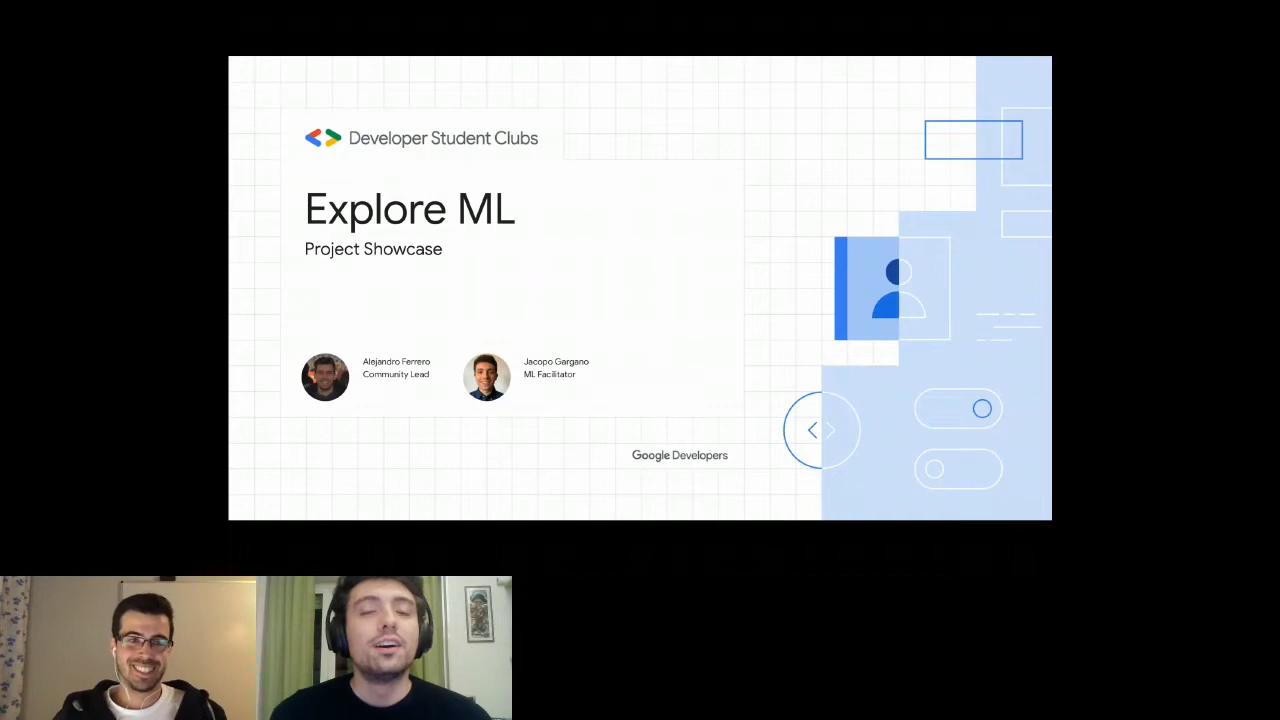 Developer Student Clubs
Explore ML
Project Showcase
Alejandro Ferrero
Community Lead
Jacopo Gargano
ML Facilitator
Google Developers